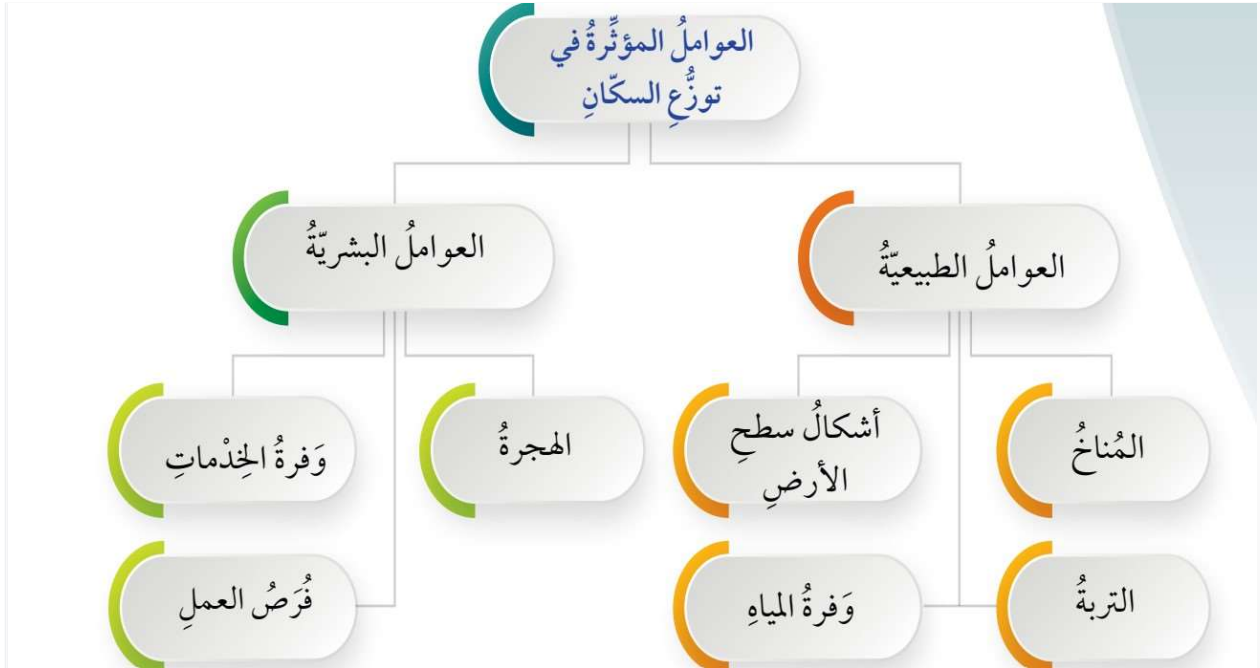 العواملُ المؤثِّرةُ في
توزُّعِ السكّانِ
العواملُ الطبيعيّةُ
العواملُ البشريّةُ
المُناخُ
أشكالُ سطحِ
الأرضِ
الهجرةُ
وَفرةُ الخِدْماتِ
التربةُ
وَفرةُ المياهِ
فُرَصُ العملِ